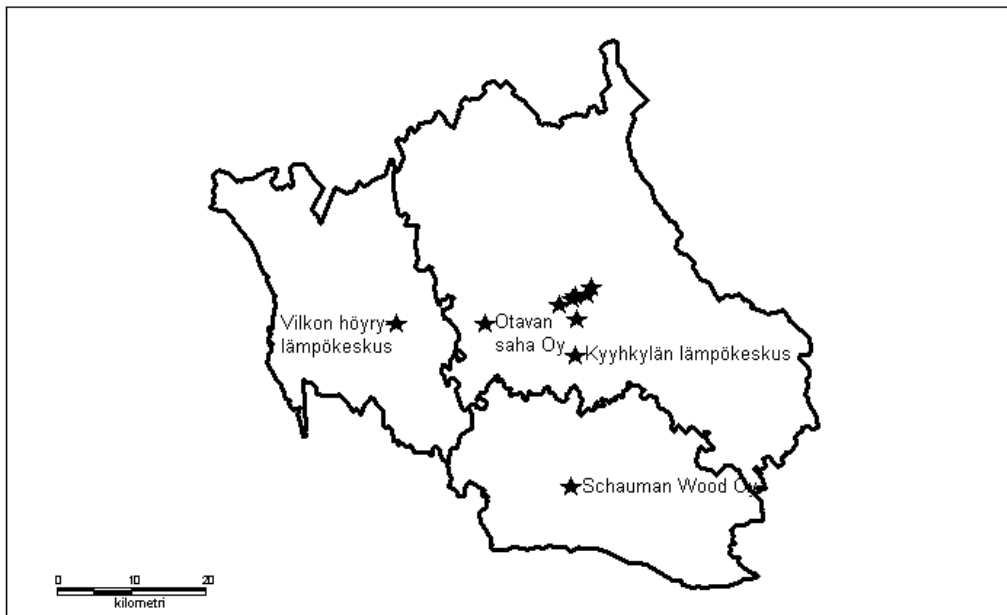 Vilkon höyry
lämpökeskus
Otavan
saha Oy
Kyyhkylän lämpökeskus
Schauman Wood Oy
0 10 20
kilometri